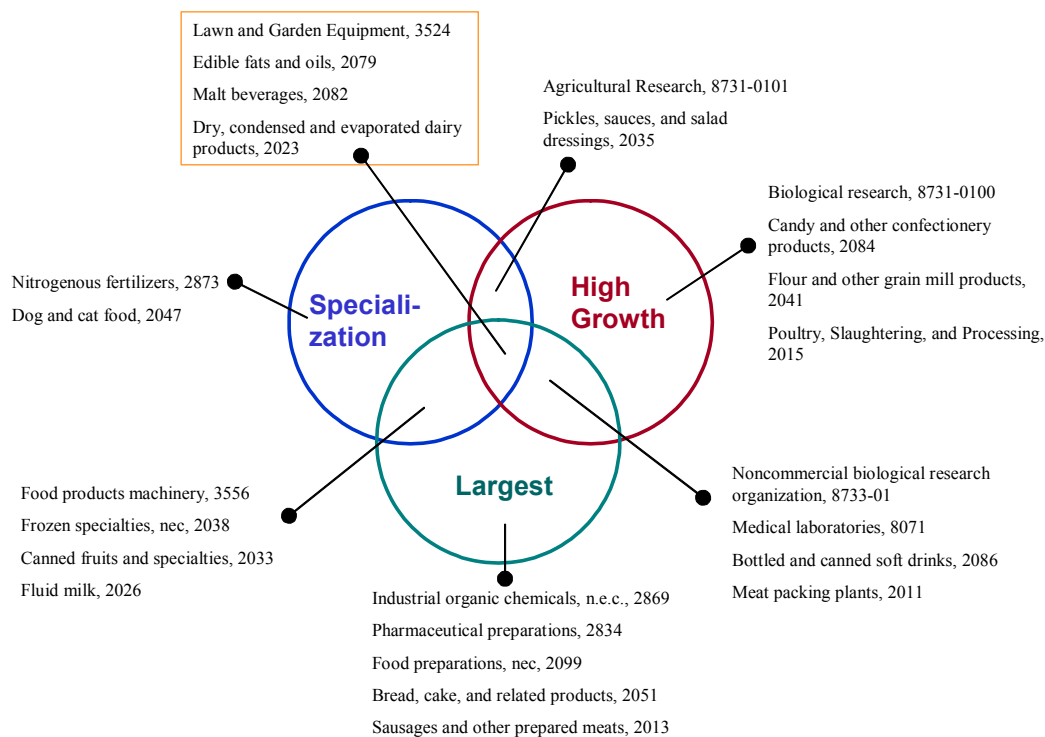 Lawn and Garden Equipment, 3524
Edible fats and oils, 2079
Malt beverages, 2082
Dry, condensed and evaporated dairy
products, 2023
Agricultural Research, 8731-0101
Pickles, sauces, and salad
dressings, 2035
Biological research, 8731-0100
Candy and other confectionery
products, 2084
Flour and other grain mill products,
2041
Poultry, Slaughtering, and Processing,
2015
Nitrogenous fertilizers, 2873
Dog and cat food, 2047
Speciali-
zation
High
Growth
Largest
Food products machinery, 3556
Frozen specialties, nec, 2038
Canned fruits and specialties, 2033
Fluid milk, 2026
Noncommercial biological research
organization, 8733-01
Medical laboratories, 8071
Bottled and canned soft drinks, 2086
Meat packing plants, 2011
Industrial organic chemicals, n.e.c., 2869
Pharmaceutical preparations, 2834
Food preparations, nec, 2099
Bread, cake, and related products, 2051
Sausages and other prepared meats, 2013